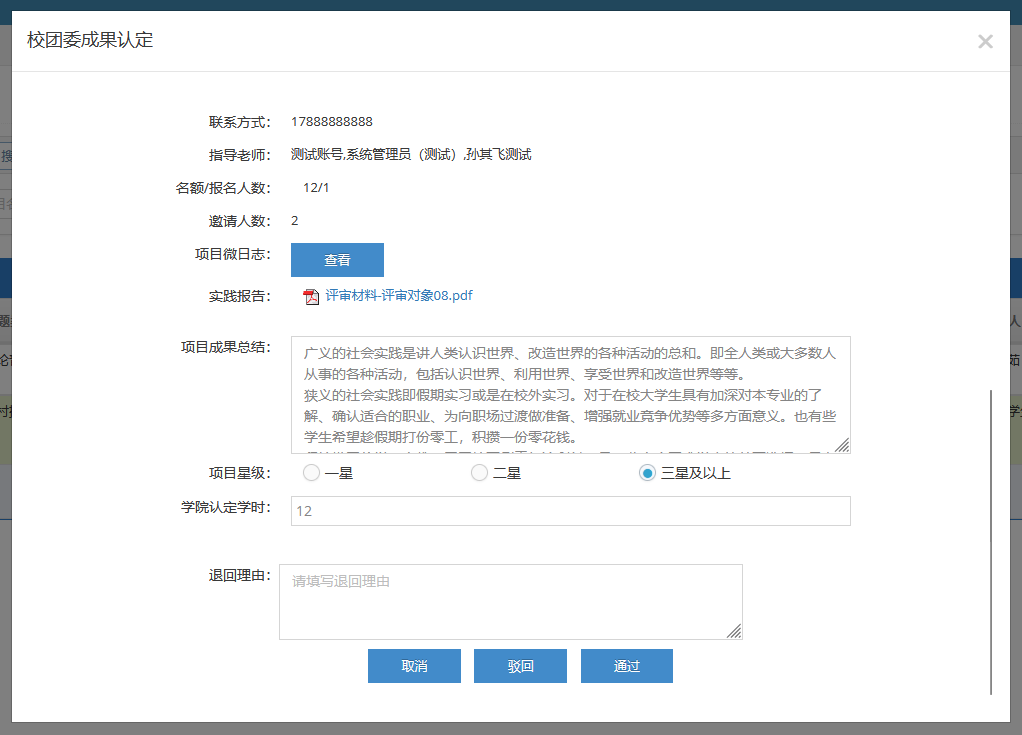 校团委成果认定
×
联系方式： 17888888888
指导老师： 测试账号,系统管理员（测试）,孙其飞测试
名额/报名人数： 12/1
邀请人数： 2
项目微日志： 查看
实践报告： 评审材料-评审对象08.pdf
项目成果总结： 广义的社会实践是讲人类认识世界、改造世界的各种活动的总和。即全人类或大多数人
从事的各种活动，包括认识世界、利用世界、享受世界和改造世界等等。
狭义的社会实践即假期实习或是在校外实习。对于在校大学生具有加深对本专业的了
解、确认适合的职业、为向职场过渡做准备、增强就业竞争优势等多方面意义。也有些
学生希望趁假期打份零工，积攒一份零花钱。
项目星级： 一星 二星 三星及以上
学院认定学时： 12
退回理由： 请填写退回理由
取消 驳回 通过